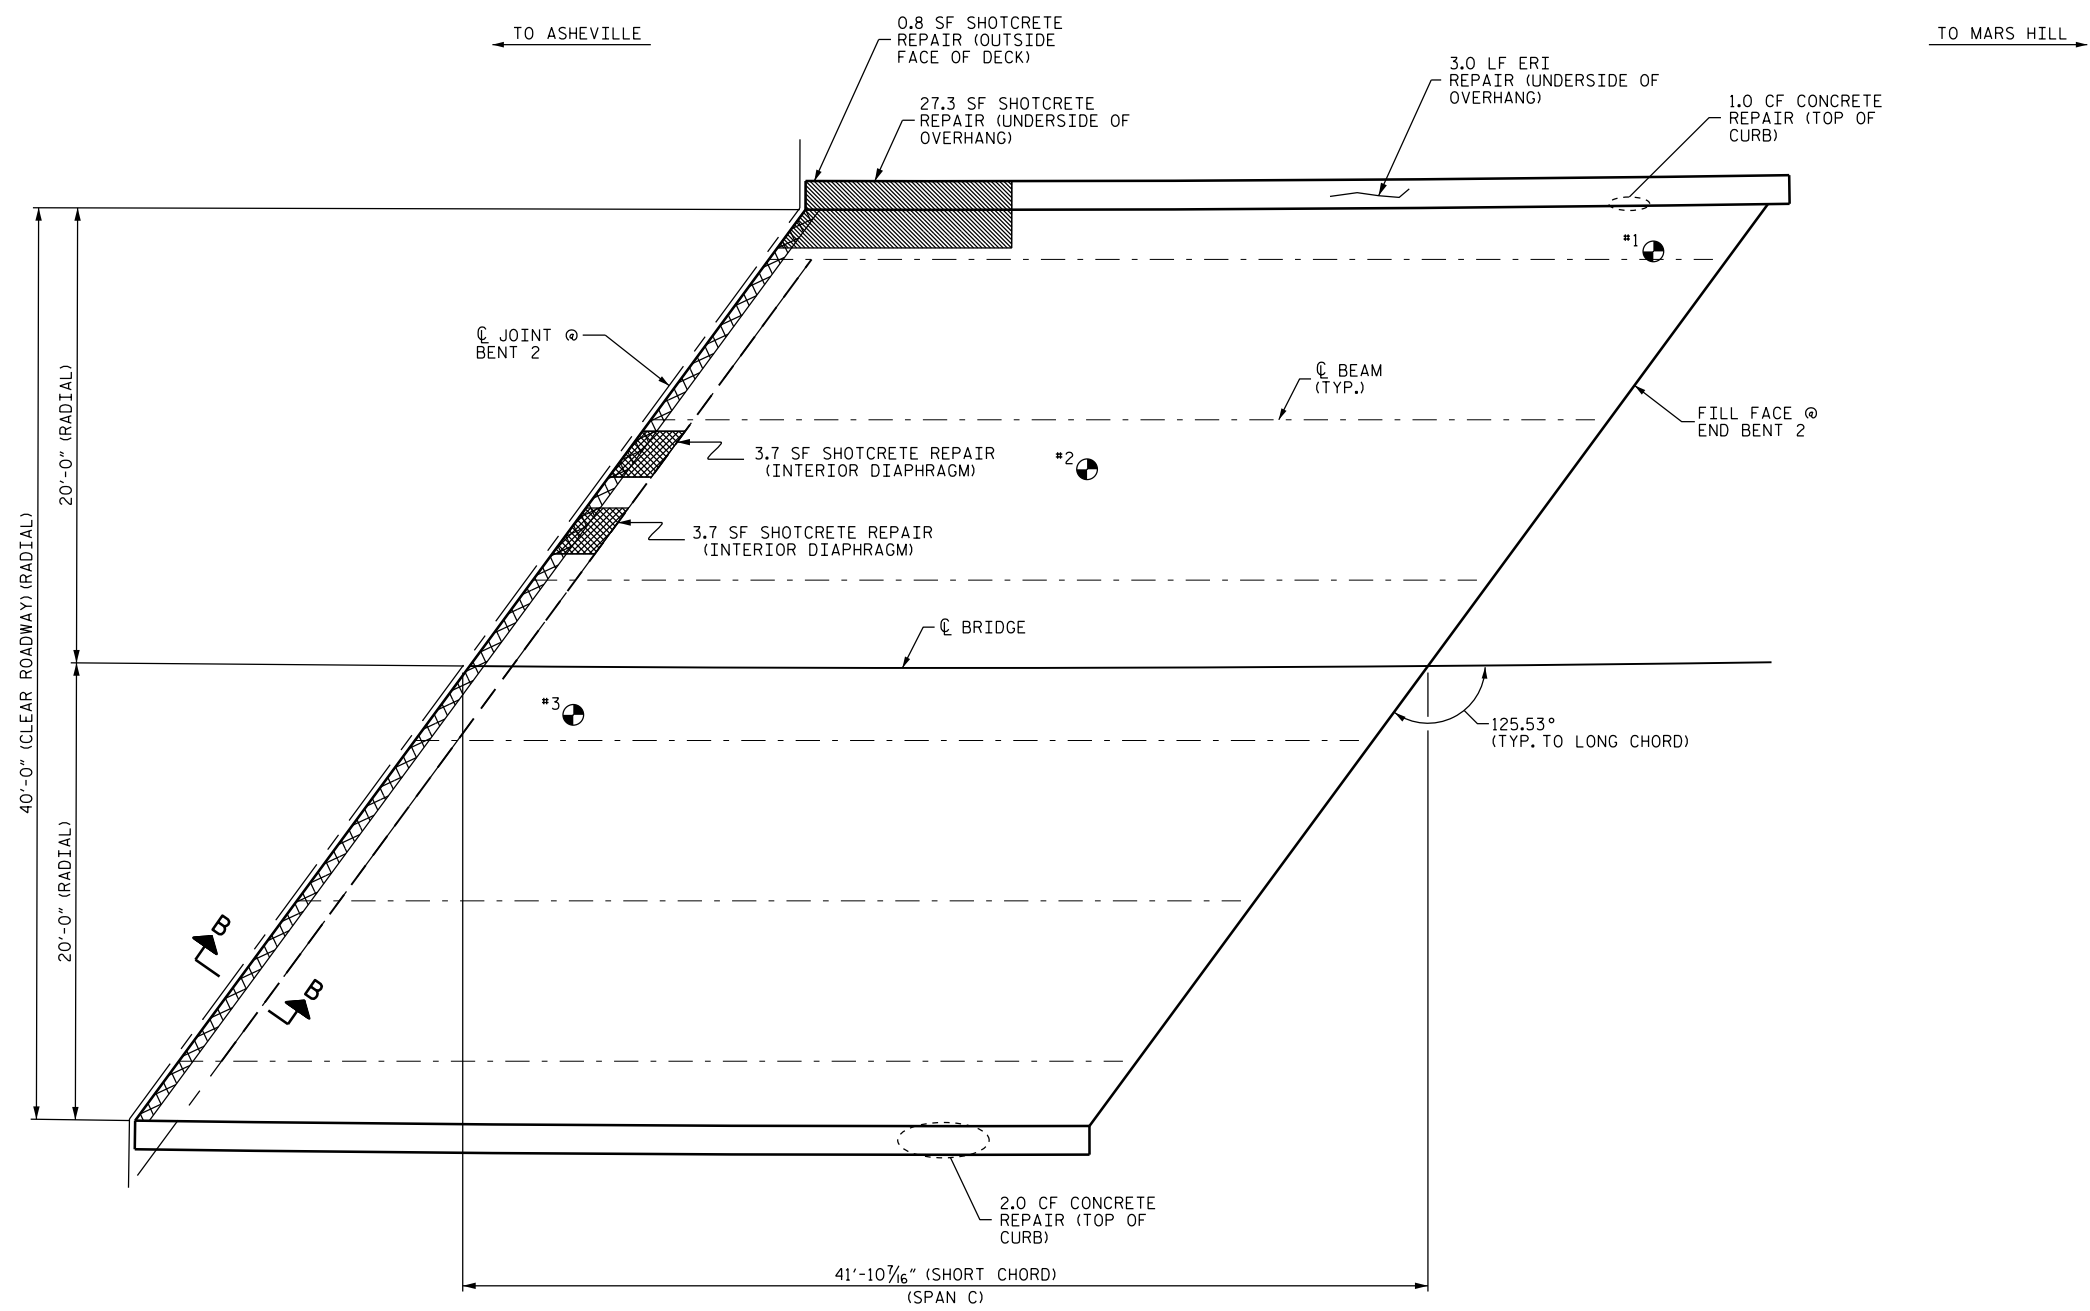 TO ASHEVILLE
0.8 SF SHOTCRETE
REPAIR (OUTSIDE
FACE OF DECK)
TO MARS HILL
27.3 SF SHOTCRETE
REPAIR (UNDERSIDE OF
OVERHANG)
3.0 LF ERI
REPAIR (UNDERSIDE OF
OVERHANG)
1.0 CF CONCRETE
REPAIR (TOP OF
CURB)
#1
℄ JOINT @
BENT 2
℄ BEAM
(TYP.)
FILL FACE @
END BENT 2
20'-0" (RADIAL)
3.7 SF SHOTCRETE REPAIR
(INTERIOR DIAPHRAGM)
#2
3.7 SF SHOTCRETE REPAIR
(INTERIOR DIAPHRAGM)
40'-0" (CLEAR ROADWAY) (RADIAL)
℄ BRIDGE
#3
125.53°
(TYP. TO LONG CHORD)
20'-0" (RADIAL)
B
B
2.0 CF CONCRETE
REPAIR (TOP OF
CURB)
41'-10 7/16" (SHORT CHORD)
(SPAN C)